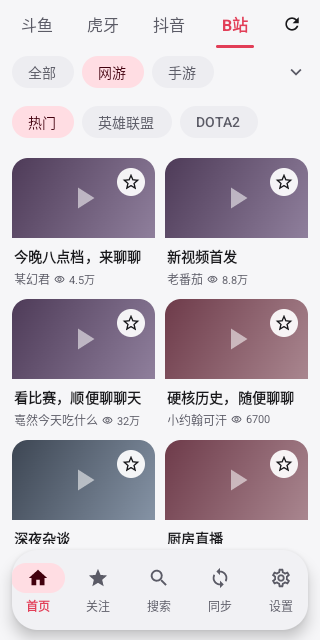 斗鱼 虎牙 抖音 B站
全部 网游 手游
热门 英雄联盟 DOTA2
今晚八点档，来聊聊 新视频首发
某幻君 4.5万 老番茄 8.8万
看比赛，顺便聊聊天 硬核历史，随便聊聊
亳然今天吃什么 32万 小约翰可汗 6700
深夜杂谈 厨房直播
首页 关注 搜索 同步 设置